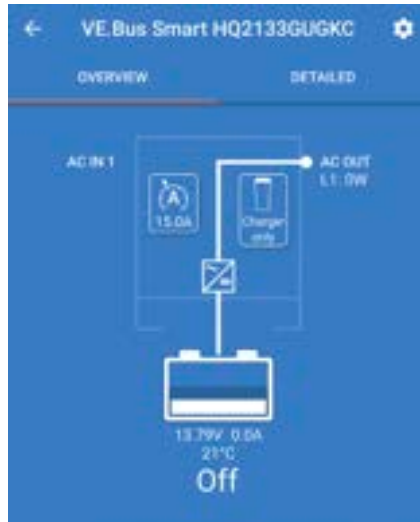 VE.Bus Smart HQ2133GUGKC
OVERVIEW
DETAILED
AC IN 1
AC OUT
L1: 0W
15.0A
Charger
only
13.79V 0.0A
21°C
Off